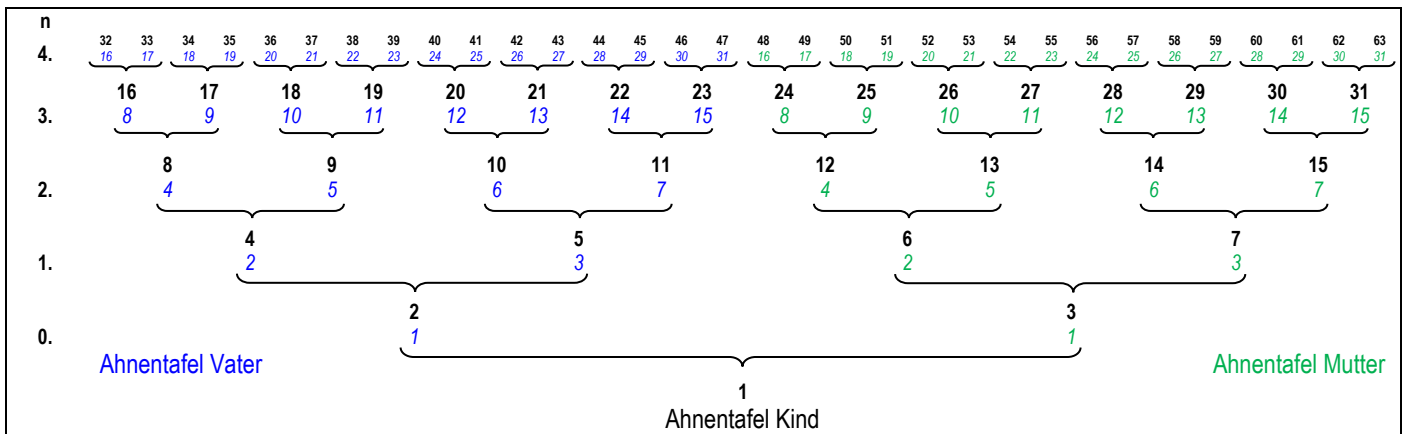 n
32 33 34 35 36 37 38 39 40 41 42 43 44 45 46 47 48 49 50 51 52 53 54 55 56 57 58 59 60 61 62 63
4. 16 17 18 19 20 21 22 23 24 25 26 27 28 29 30 31 16 17 18 19 20 21 22 23 24 25 26 27 28 29 30 31
16 17 18 19 20 21 22 23 24 25 26 27 28 29 30 31
3. 8 9 10 11 12 13 14 15 8 9 10 11 12 13 14 15
8 9 10 11 12 13 14 15
2. 4 5 6 7 4 5 6 7
4 5 6 7
1. 2 3 2 3
2 3
0. 1 1
Ahnentafel Vater Ahnentafel Mutter
1
Ahnentafel Kind